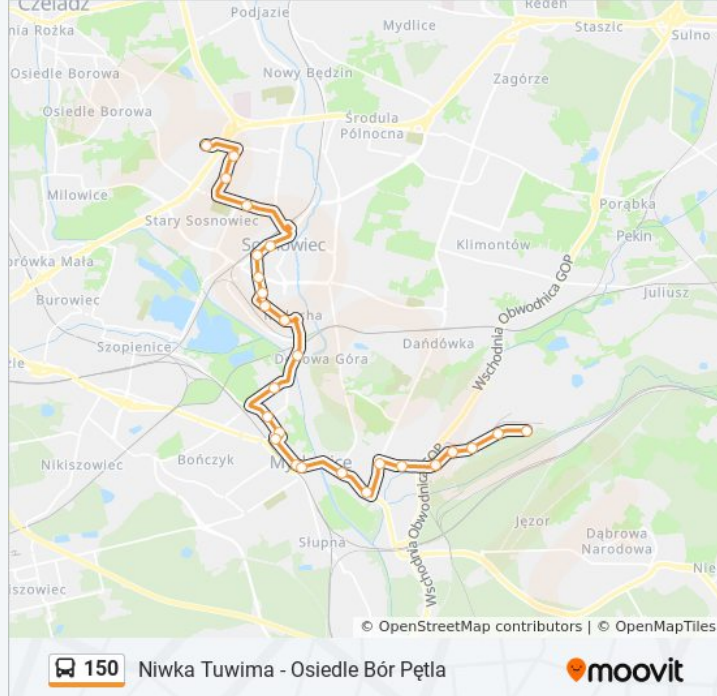 Czeladź
Podjazie
Reden
Mydlice
Staszic
nia Rożka
Sulno
Osiedle Borowa
Nowy Będzin
Zagórze
Osiedle Borowa
Środula
Północna
Milowice
Porąbka
Stary Sosnowiec
Pekin
Sosnowiec
Klimontów
orówka Mała
Juliusz
Burowiec
Wschodnia Obwodnica GOP
Szopienice
Dańdówka
Dębowa Góra
Nikiszowiec
Bończyk
Mysłowice
Wschodnia Obwodnica GOP
Jęzor
Słupna
Dąbrowa
Narodowa
Nie
iszowiec
© OpenStreetMap contributors | © OpenMapTiles
150 Niwka Tuwima - Osiedle Bór Pętla
moovit